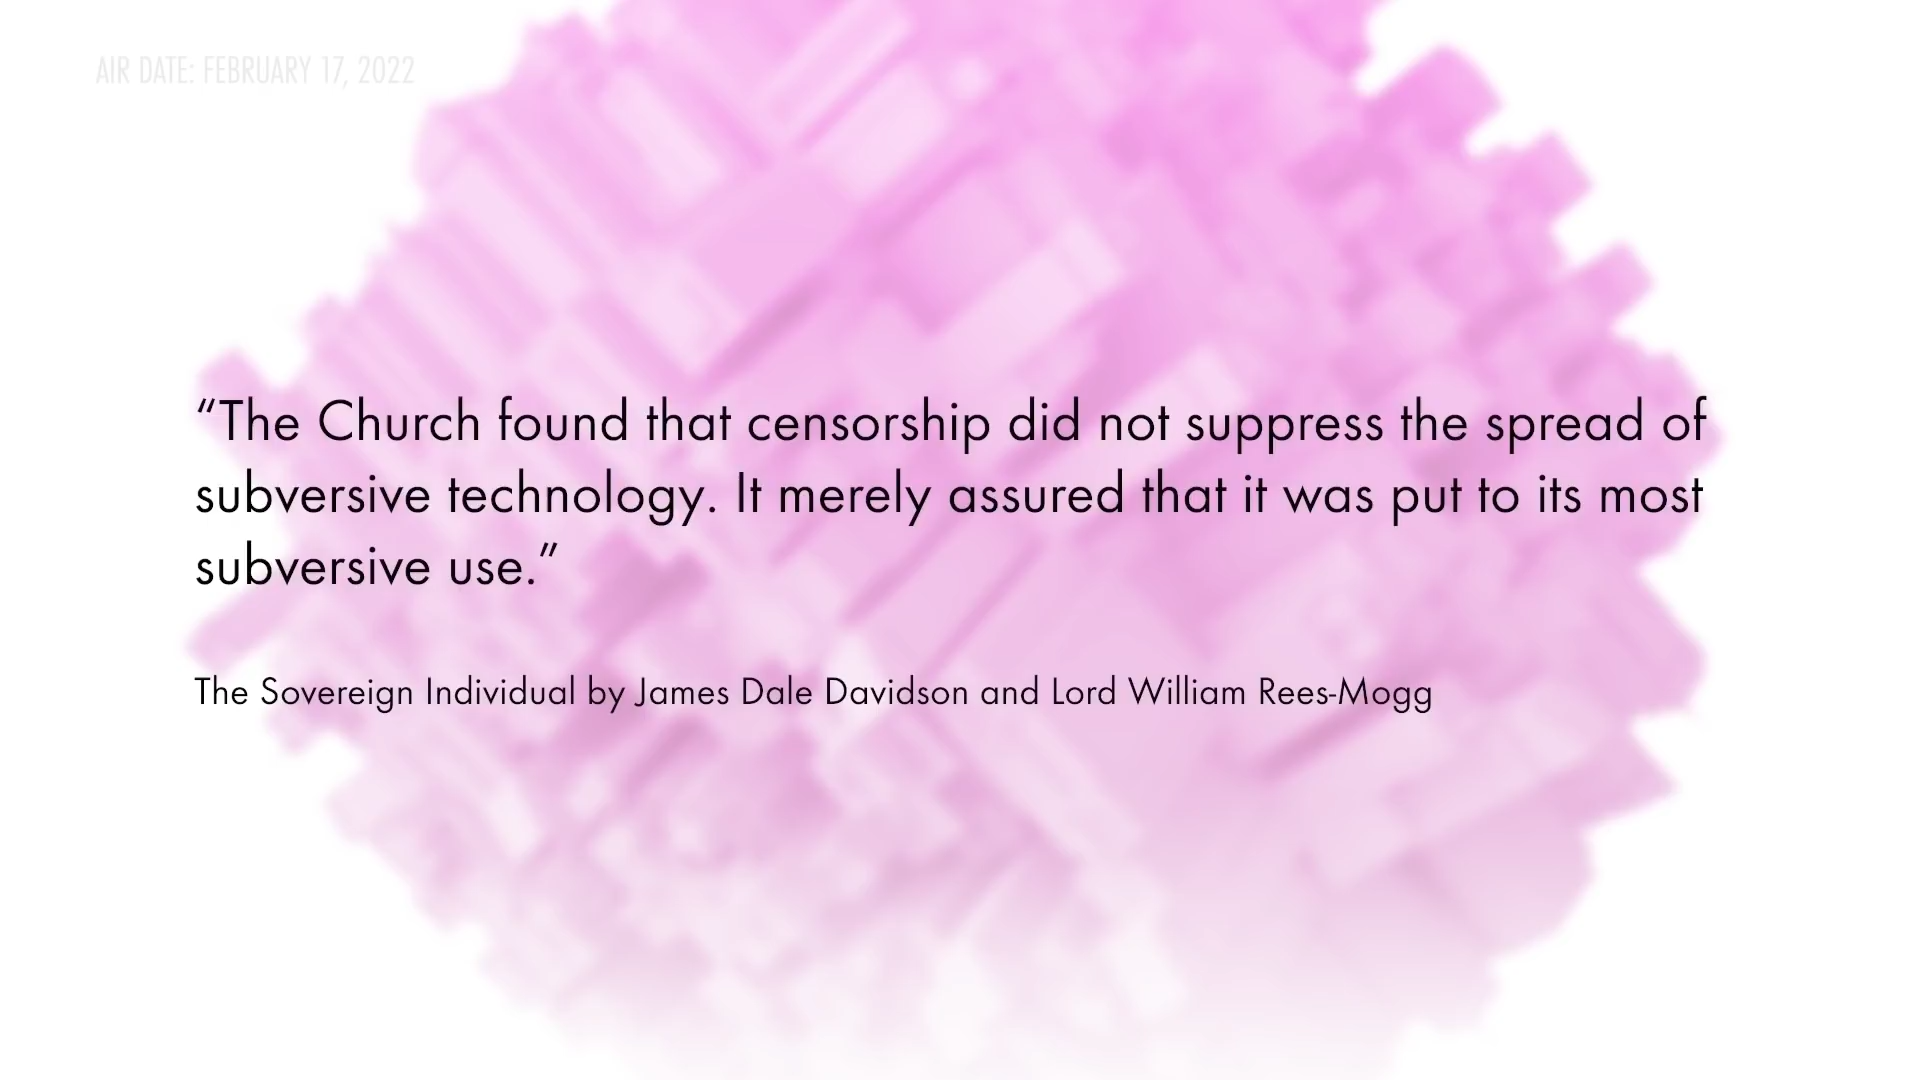 AIR DATE: FEBRUARY 17, 2022
“The Church found that censorship did not suppress the spread of
subversive technology. It merely assured that it was put to its most
subversive use.”
The Sovereign Individual by James Dale Davidson and Lord William Rees-Mogg